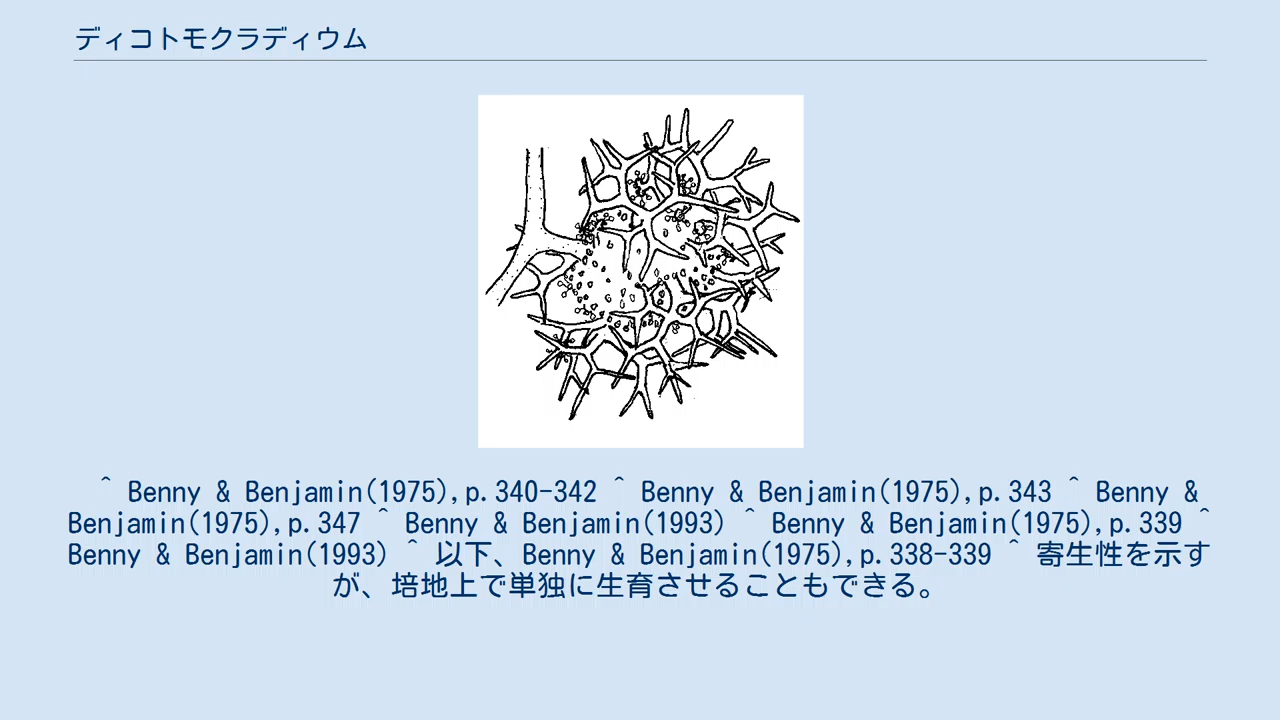 ディコトモクラディウム
^ Benny & Benjamin(1975),p.340-342 ^ Benny & Benjamin(1975),p.343 ^ Benny &
Benjamin(1975),p.347 ^ Benny & Benjamin(1993) ^ Benny & Benjamin(1975),p.339 ^
Benny & Benjamin(1993) ^ 以下、Benny & Benjamin(1975),p.338-339 ^ 寄生性を示す
が、培地上で単独に生育させることもできる。